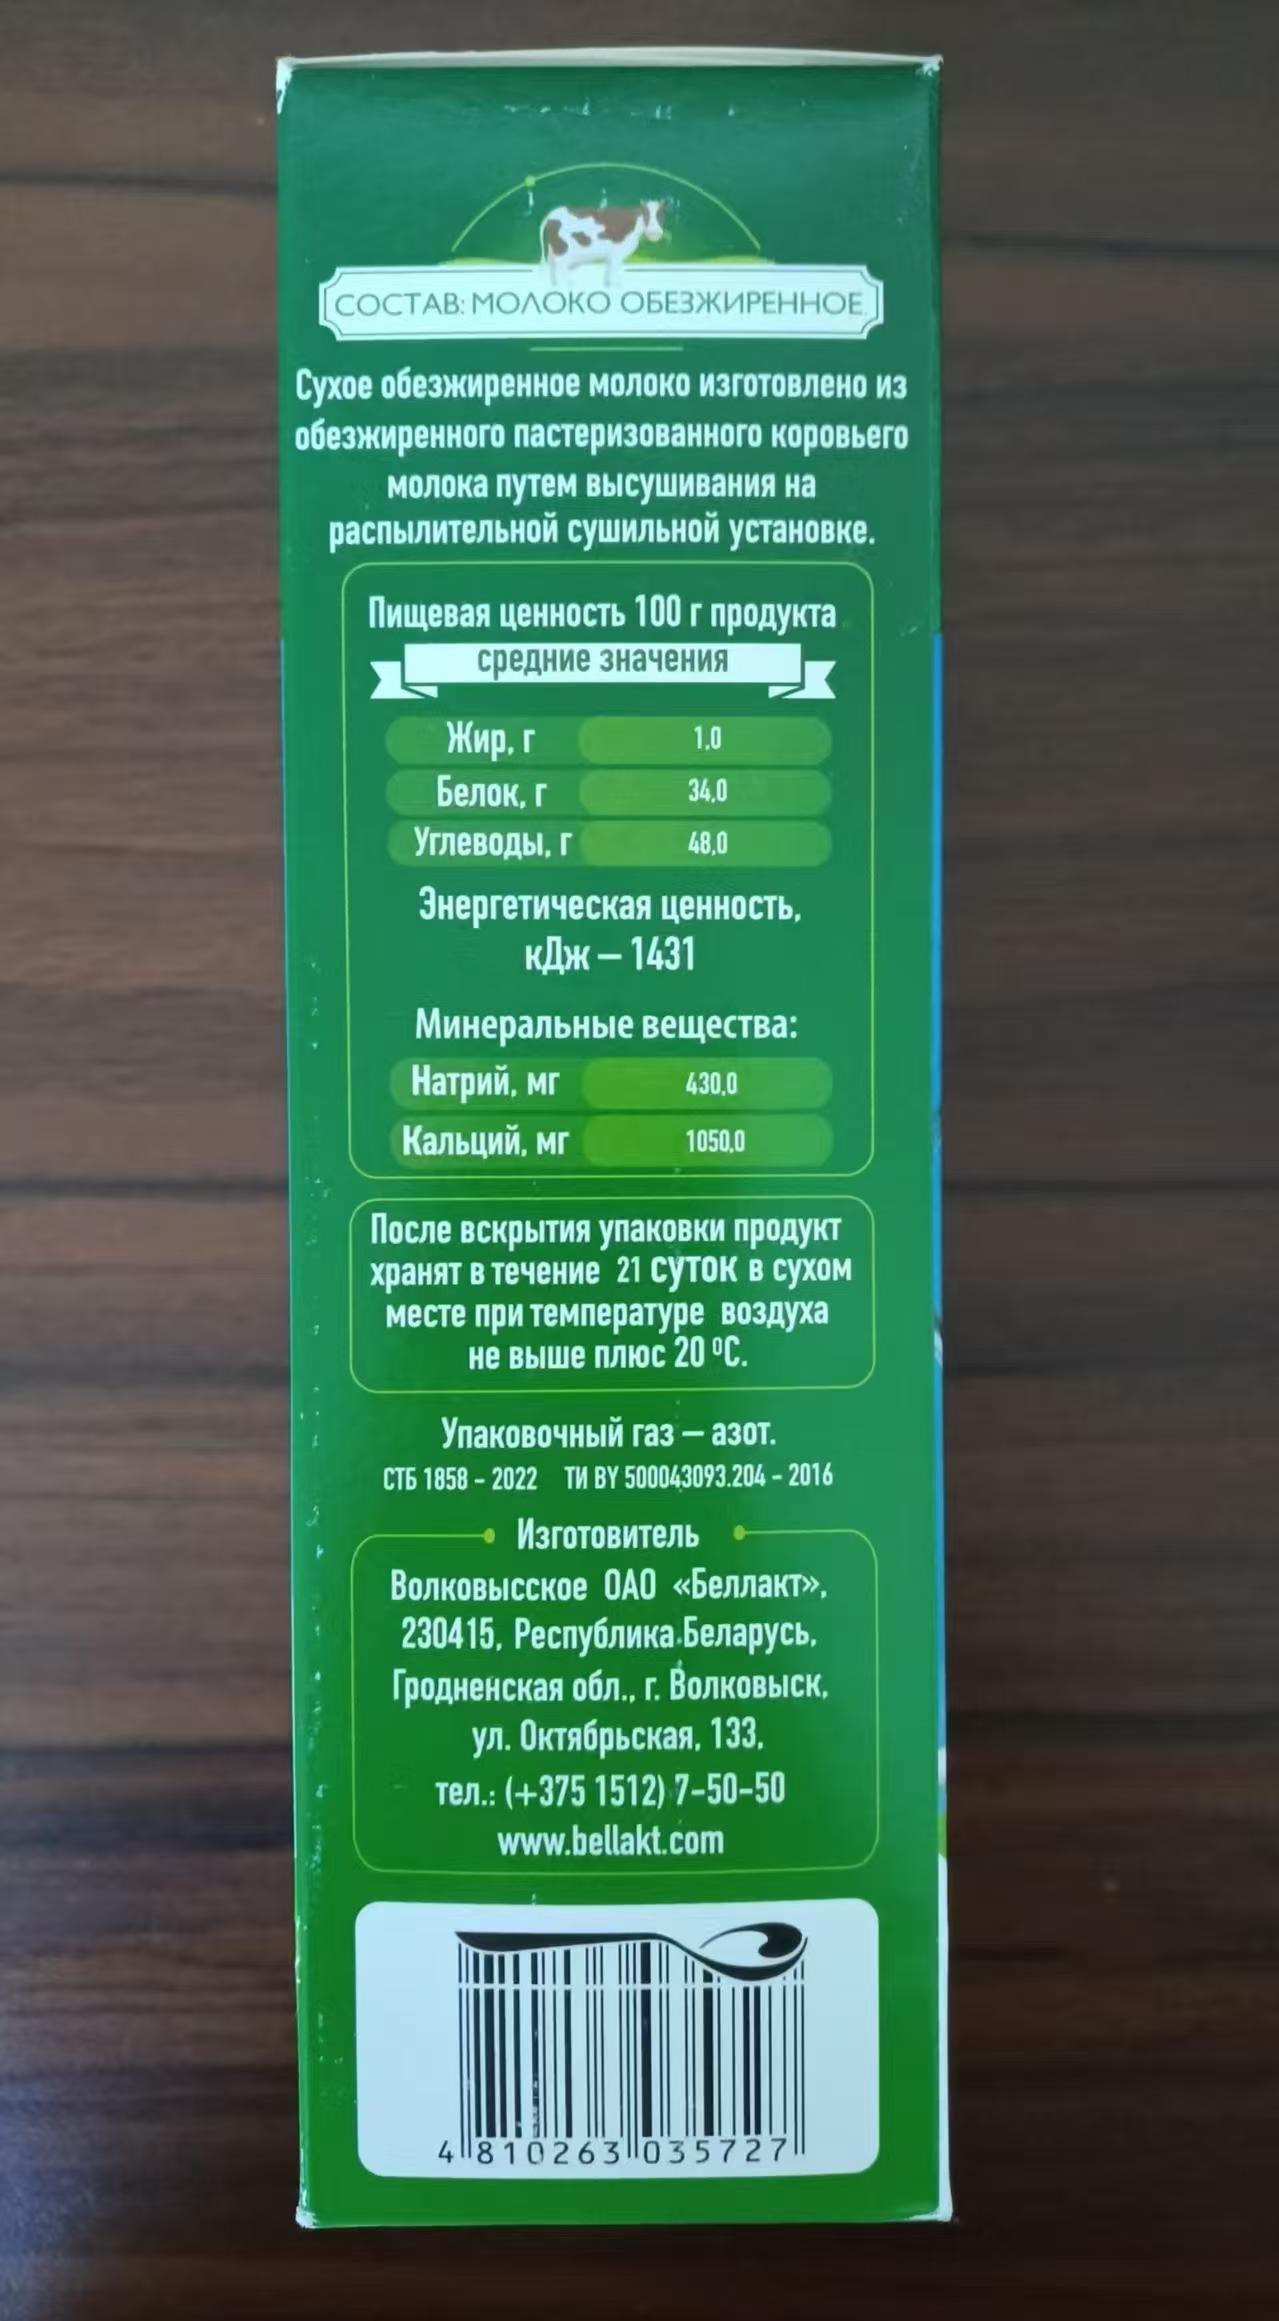 СОСТАВ: МОЛОКО ОБЕЗЖИРЕННОЕ.
Сухое обезжиренное молоко изготовлено из
обезжиренного пастеризованного коровьего
молока путем высушивания на
распылительной сушильной установке.
Пищевая ценность 100 г продукта
средние значения
Жир, г 1,0
Белок, г 34,0
Углеводы, г 48,0
Энергетическая ценность,
кДж – 1431
Минеральные вещества:
Натрий, мг 430,0
Кальций, мг 1050,0
После вскрытия упаковки продукт
хранят в течение 21 суток в сухом
месте при температуре воздуха
не выше плюс 20 ºС.
Упаковочный газ – азот.
СТБ 1858 - 2022 ТИ BY 500043093.204 - 2016
Изготовитель
Волковысское ОАО «Беллакт»,
230415, Республика Беларусь,
Гродненская обл., г. Волковыск,
ул. Октябрьская, 133,
тел.: (+375 1512) 7-50-50
www.bellakt.com
4 810263 035727